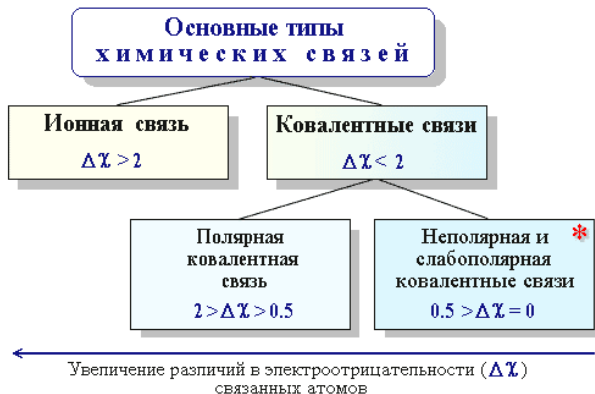 Основные типы
химических связей
Ионная связь
Δχ > 2
Ковалентные связи
Δχ < 2
Полярная
ковалентная
связь
2 > Δχ > 0.5
Неполярная и *
слабополярная
ковалентные связи
0.5 > Δχ = 0
Увеличение различий в электроотрицательности (Δχ)
связанных атомов